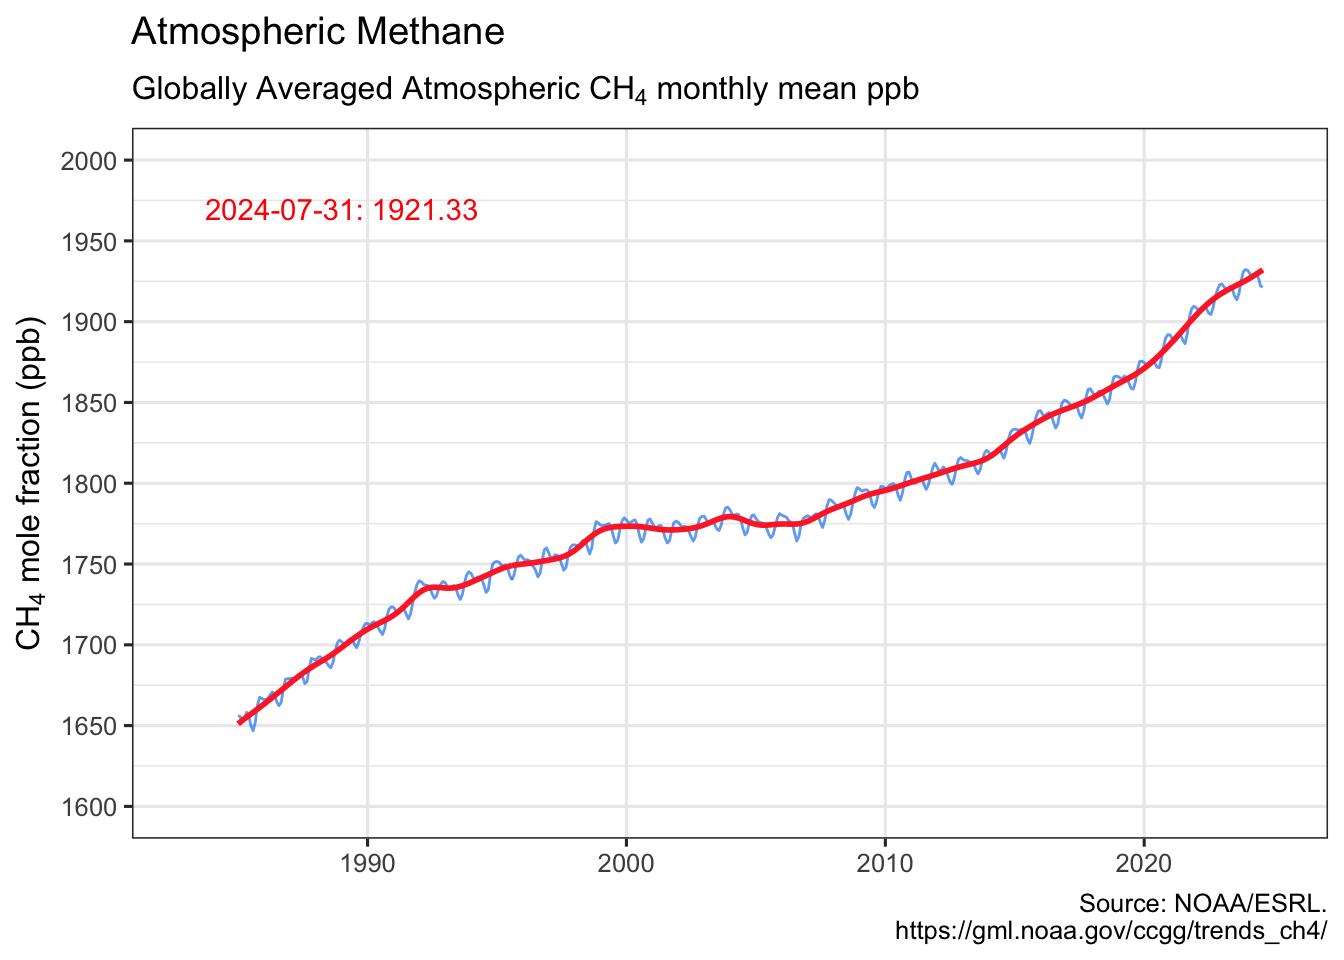 Atmospheric Methane
Globally Averaged Atmospheric CH₄ monthly mean ppb
2000
1950
1900
1850
1800
1750
1700
1650
1600
CH₄ mole fraction (ppb)
2024-07-31: 1921.33
1990
2000
2010
2020
Source: NOAA/ESRL.
https://gml.noaa.gov/ccgg/trends_ch4/